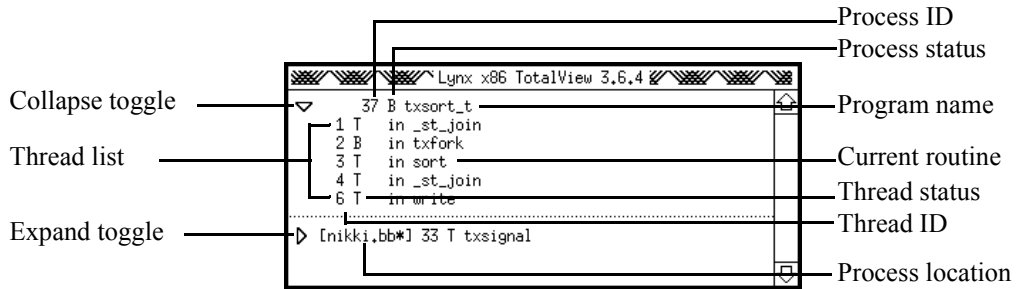 Process ID
Process status
Lynx x86 TotalView 3.6.4
Collapse toggle
37 B txsort_t
Program name
1 T in _st_join
2 B in txfork
Thread list
3 T in sort
Current routine
4 T in _st_join
Thread status
6 T in write
Thread ID
Expand toggle
[nikki.bb*] 33 T txsignal
Process location